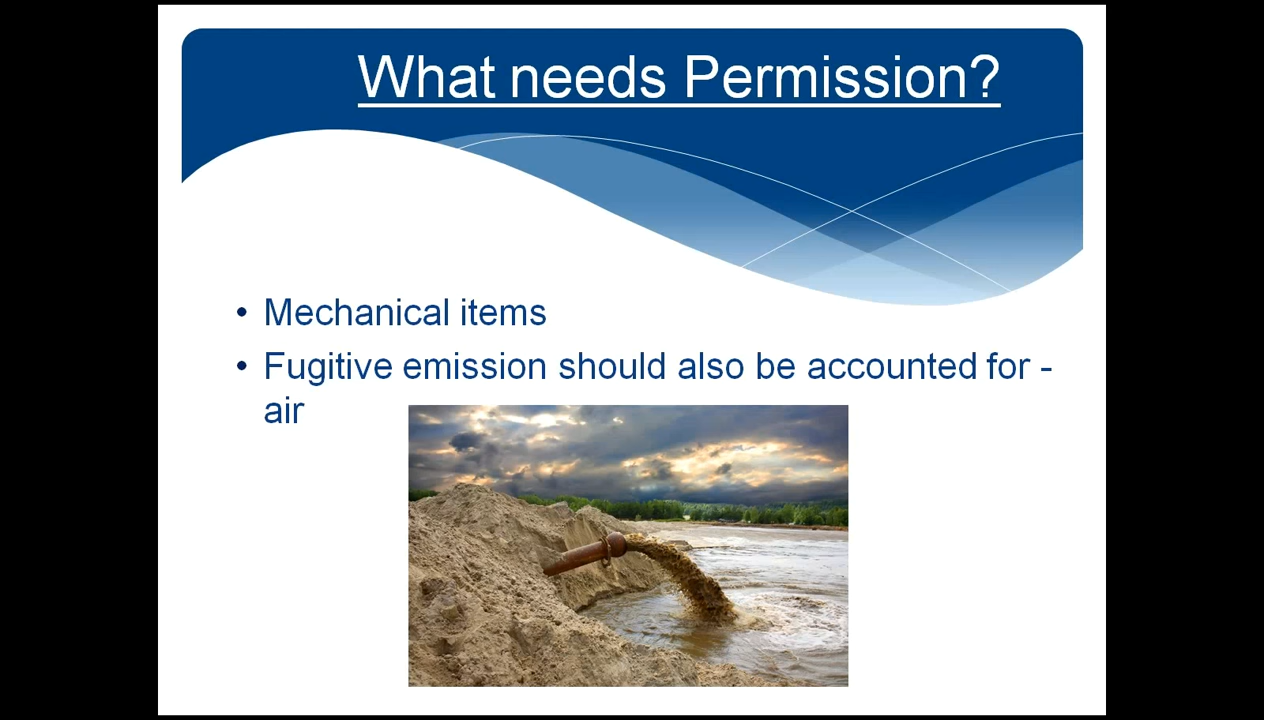 What needs Permission?
• Mechanical items
• Fugitive emission should also be accounted for -
air